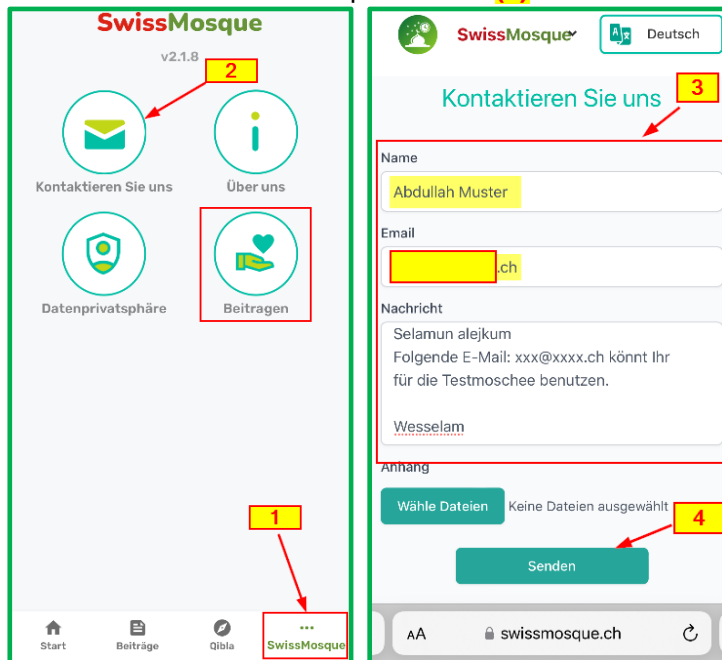 SwissMosque
v2.1.8
2
Kontaktieren Sie uns
Über uns
Datenprivatsphäre
Beitragen
1
Start
Beiträge
Qibla
SwissMosque
SwissMosque
Deutsch
Kontaktieren Sie uns
3
Name
Abdullah Muster
Email
.ch
Nachricht
Selamun alejkum
Folgende E-Mail: xxx@xxxx.ch könnt Ihr
für die Testmoschee benutzen.
Wesselam
Anhang
Wähle Dateien Keine Dateien ausgewählt
4
Senden
AA swissmosque.ch